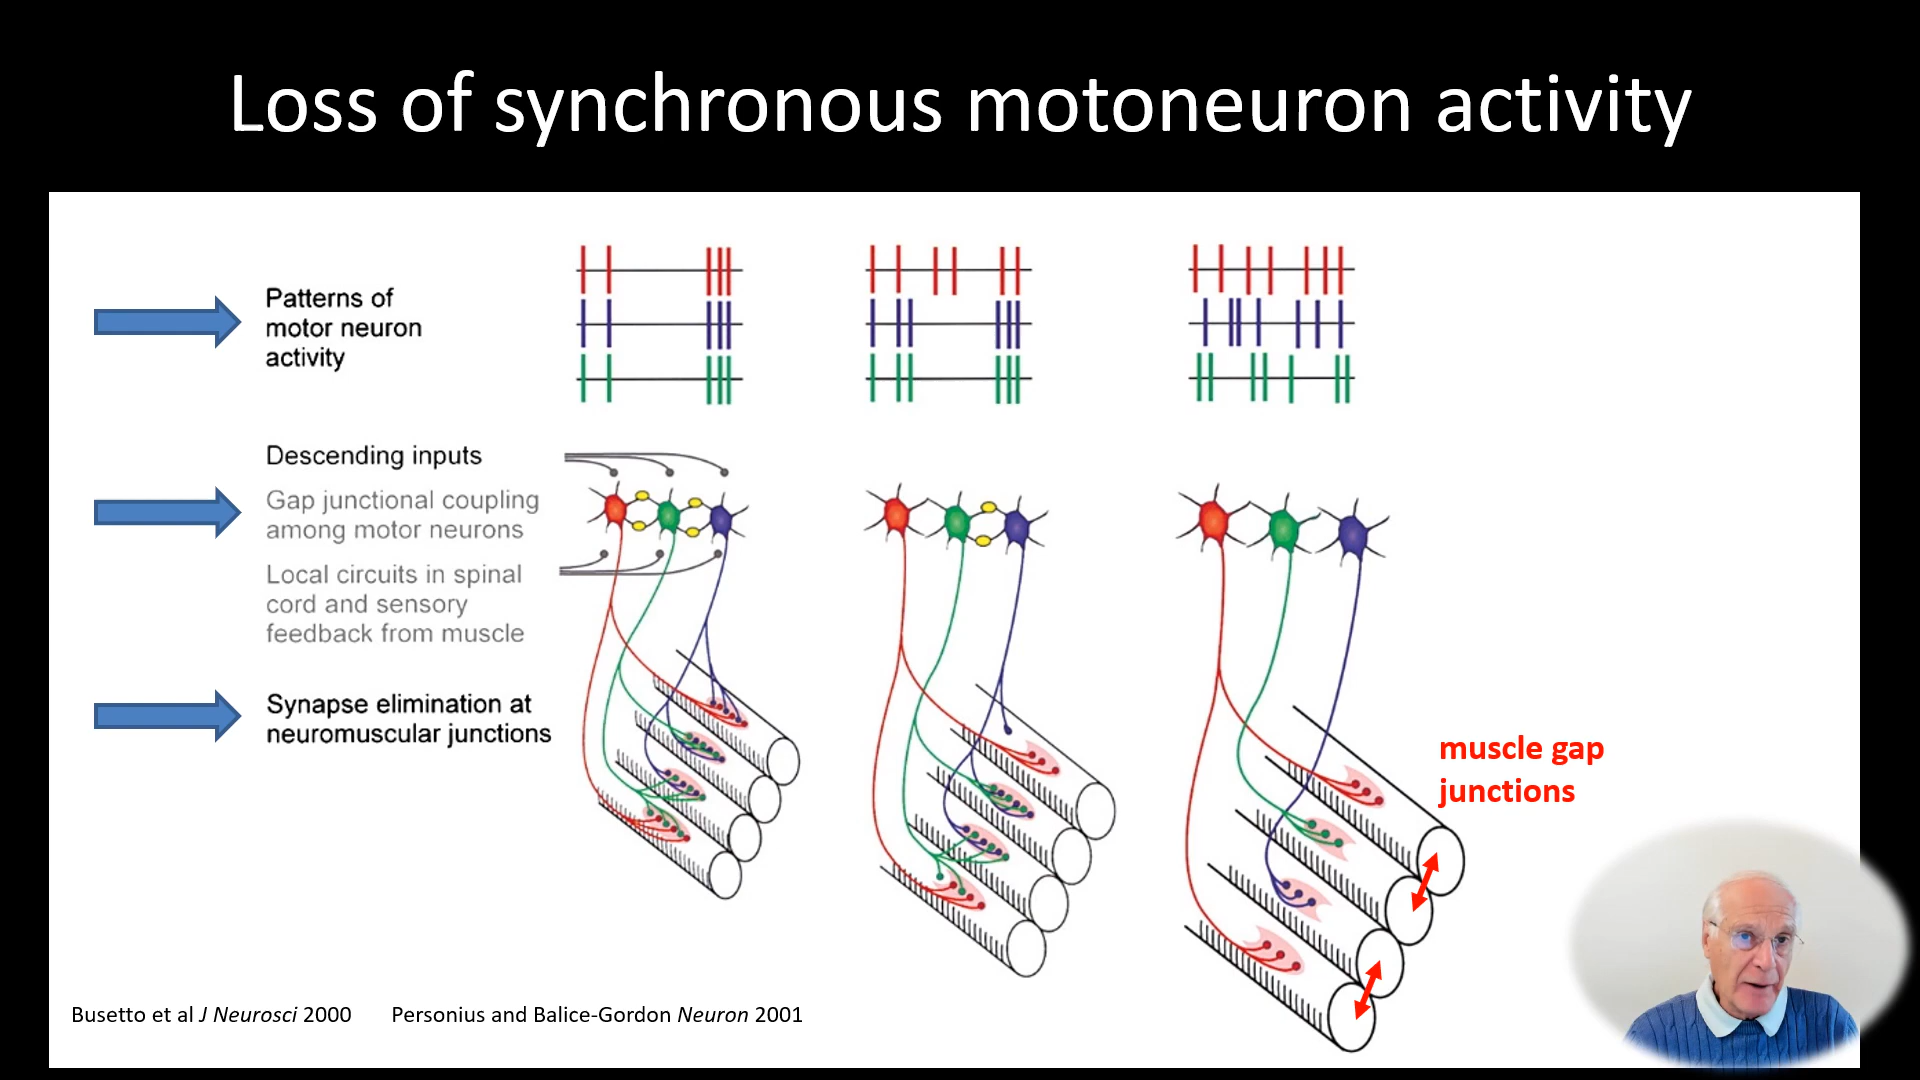 Loss of synchronous motoneuron activity
Patterns of
motor neuron
activity
Descending inputs
Gap junctional coupling
among motor neurons
Local circuits in spinal
cord and sensory
feedback from muscle
Synapse elimination at
neuromuscular junctions
muscle gap
junctions
Busetto et al J Neurosci 2000 Personius and Balice-Gordon Neuron 2001